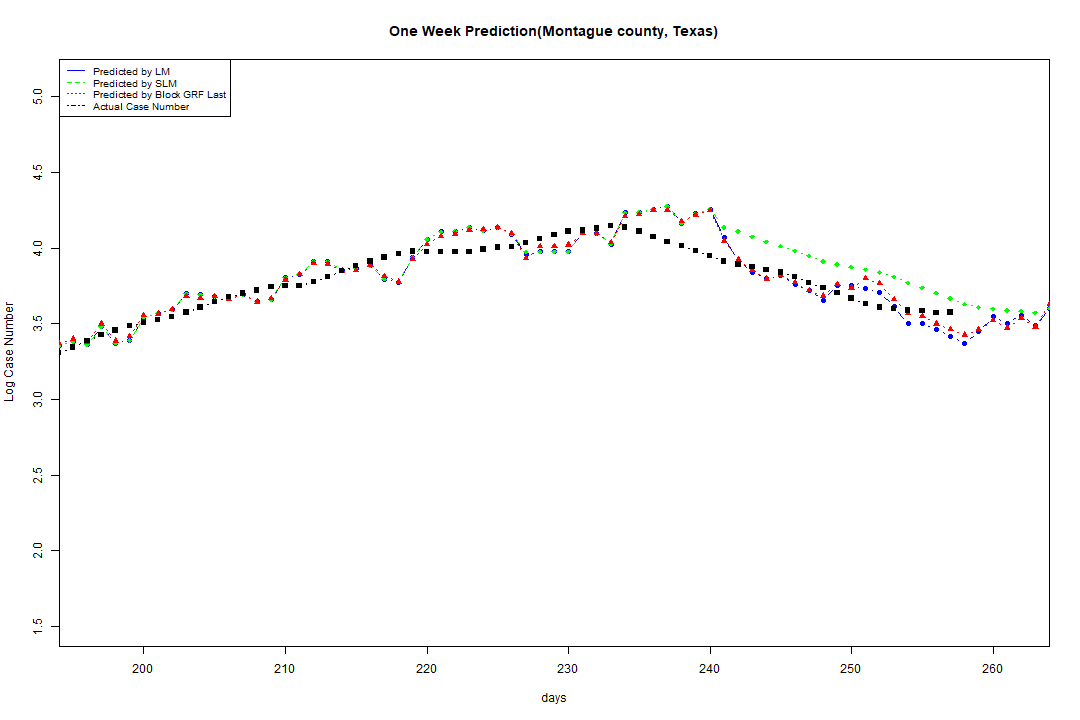 One Week Prediction(Montague county, Texas)
Predicted by LM
Predicted by SLM
Predicted by Block GRF Last
Actual Case Number
5.0
4.5
4.0
3.5
3.0
2.5
2.0
1.5
Log Case Number
200 210 220 230 240 250 260
days